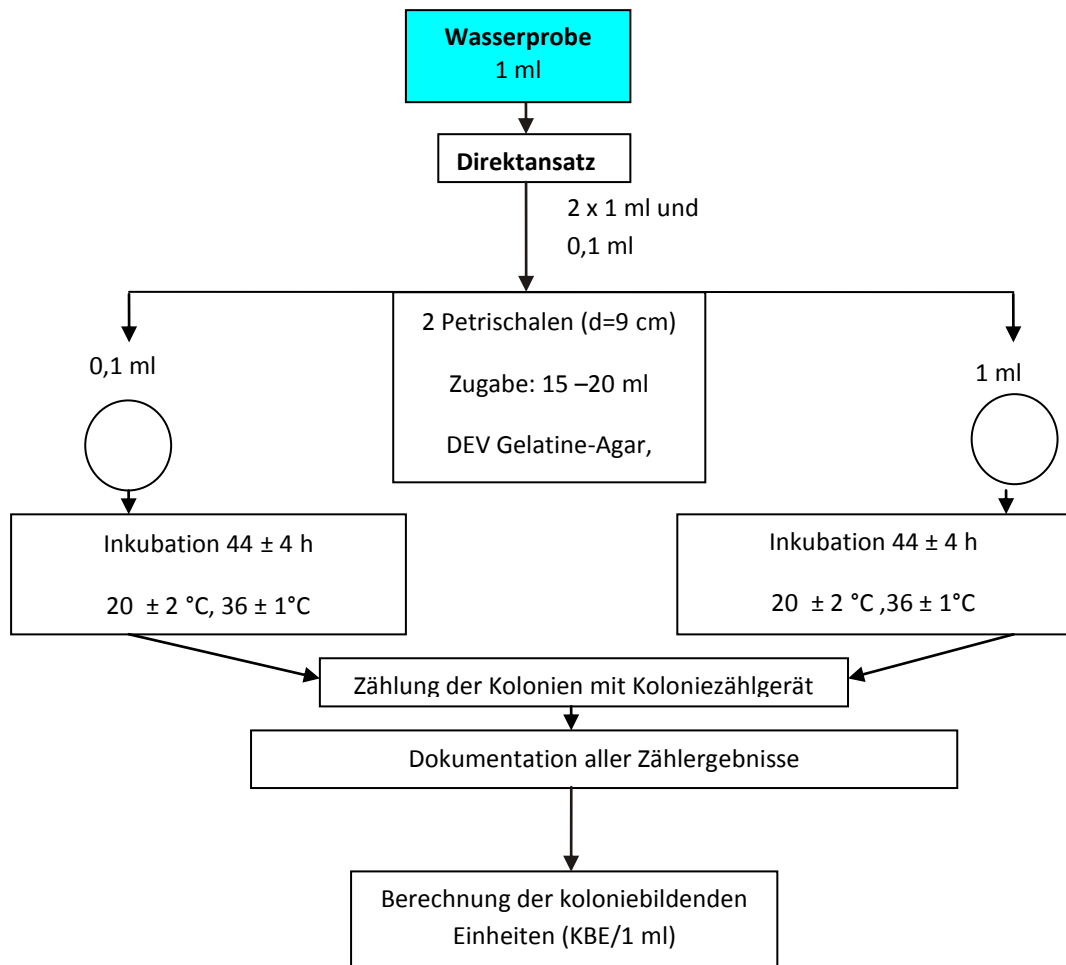 Wasserprobe
1 ml
Direktansatz
2 x 1 ml und
0,1 ml
2 Petrischalen (d=9 cm)
Zugabe: 15 –20 ml
DEV Gelatine-Agar,
0,1 ml
1 ml
Inkubation 44 ± 4 h
20 ± 2 °C, 36 ± 1°C
Inkubation 44 ± 4 h
20 ± 2 °C ,36 ± 1°C
Zählung der Kolonien mit Koloniezählgerät
Dokumentation aller Zählergebnisse
Berechnung der koloniebildenden
Einheiten (KBE/1 ml)